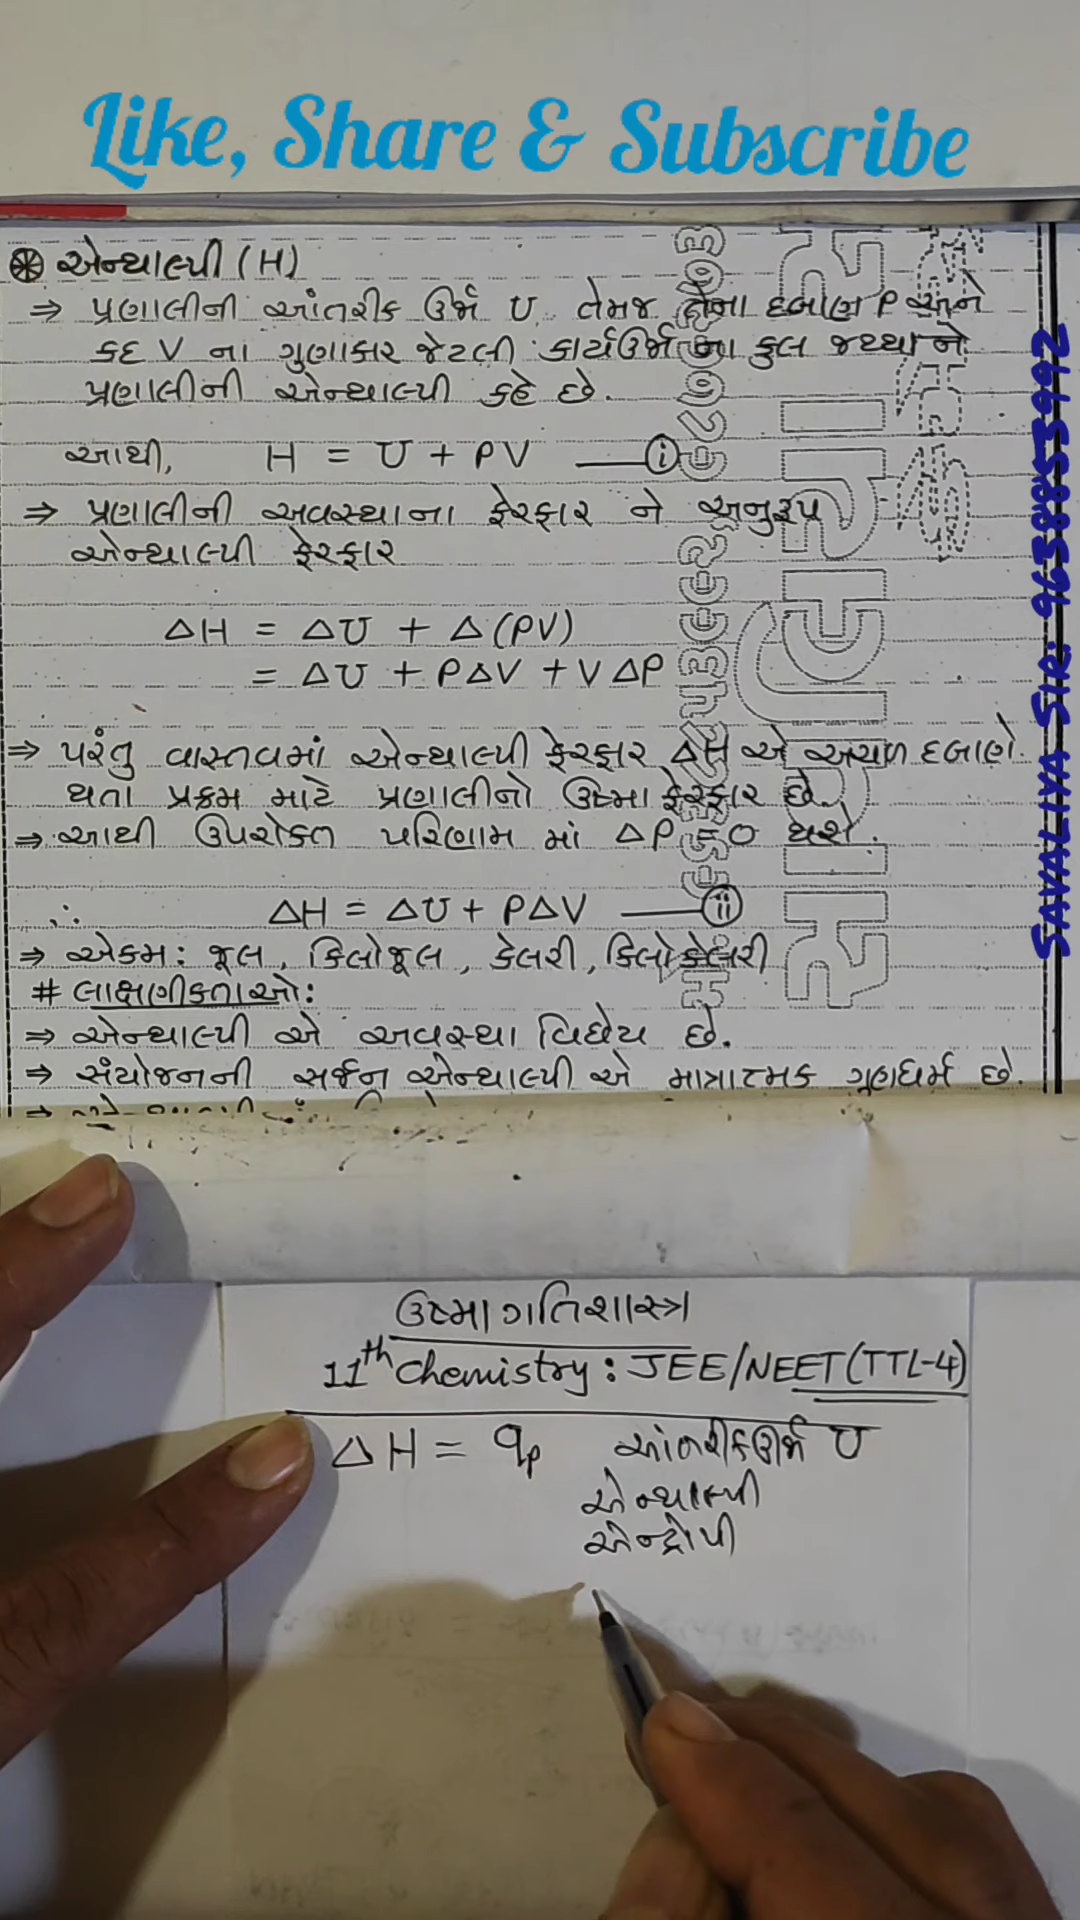 Like, Share & Subscribe
એન્થાલ્પી (H)
⇒ પ્રણાલીની આંતરીક ઉર્જા U તેમજ તેના દબાણ P અને
કદ V ના ગુણાકાર જેટલી કાર્યઉર્જા ના કુલ જથ્થા ને
પ્રણાલીની એન્થાલ્પી કહે છે.
આથી, H = U + PV —— (i)
⇒ પ્રણાલીની અવસ્થાના ફેરફાર ને અનુરૂપ
એન્થાલ્પી ફેરફાર
ΔH = ΔU + Δ(PV)
= ΔU + PΔV + VΔP
⇒ પરંતુ વાસ્તવમાં એન્થાલ્પી ફેરફાર ΔH એ અચળ દબાણે
થતા પ્રક્રમ માટે પ્રણાલીનો ઉષ્મા ફેરફાર છે.
⇒ આથી ઉપરોક્ત પરિણામ માં ΔP = 0 થશે.
∴ ΔH = ΔU + PΔV —— (ii)
⇒ એકમ: જૂલ, કિલોજૂલ, કેલરી, કિલોકેલરી
# લાક્ષણીકતાઓ:
⇒ એન્થાલ્પી એ અવસ્થા વિધેય છે.
⇒ સંયોજનની સર્જન એન્થાલ્પી એ માત્રાત્મક ગુણધર્મ છે.
SAVALIYA SIR: 9638853992
ઉષ્માગતિશાસ્ત્ર
11th Chemistry: JEE/NEET (TTL-4)
ΔH = qp આંતરીકઊર્જા U
એન્થાલ્પી
એન્ટ્રોપી